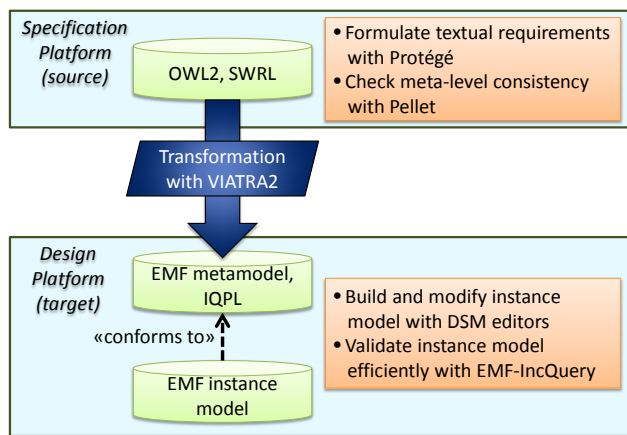 Specification
Platform
(source)
OWL2, SWRL
• Formulate textual requirements
with Protégé
• Check meta-level consistency
with Pellet
Transformation
with VIATRA2
Design
Platform
(target)
EMF metamodel,
IQPL
«conforms to»
EMF instance
model
• Build and modify instance
model with DSM editors
• Validate instance model
efficiently with EMF-IncQuery